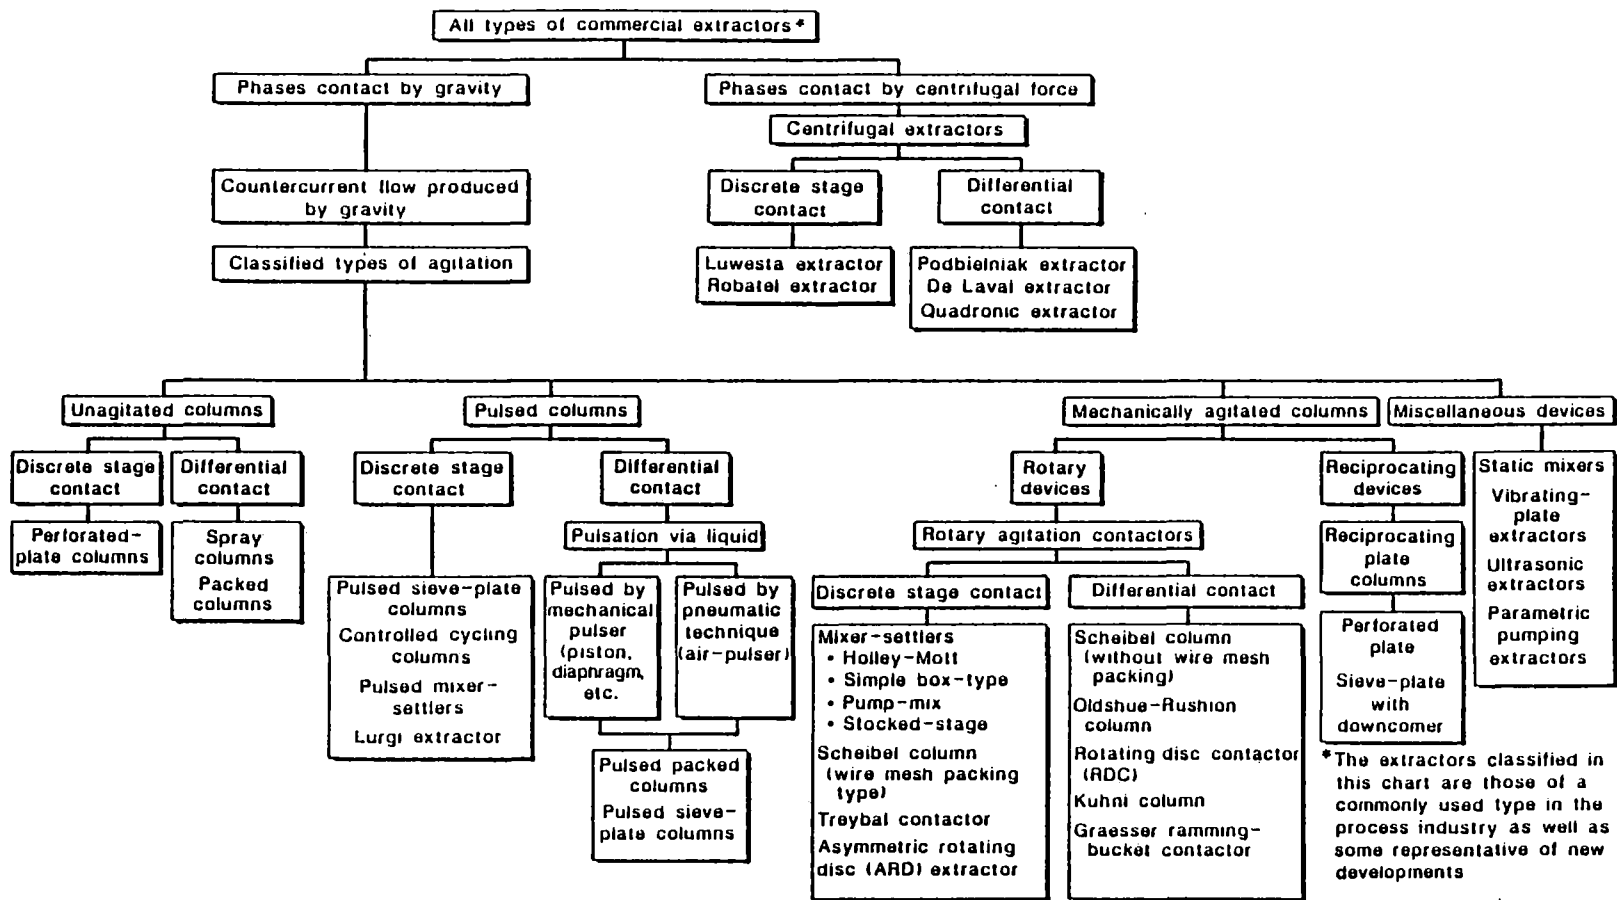 All types of commercial extractors*
Phases contact by gravity
Phases contact by centrifugal force
Centrifugal extractors
Countercurrent flow produced
by gravity
Discrete stage
contact
Differential
contact
Classified types of agitation
Luwesta extractor
Robatel extractor
Podbielniak extractor
De Laval extractor
Quadronic extractor
Unagitated columns
Pulsed columns
Mechanically agitated columns
Miscellaneous devices
Discrete stage
contact
Differential
contact
Discrete stage
contact
Differential
contact
Rotary
devices
Reciprocating
devices
Static mixers
Vibrating-
plate
extractors
Ultrasonic
extractors
Parametric
pumping
extractors
Perforated-
plate columns
Spray
columns
Packed
columns
Pulsation via liquid
Rotary agitation contactors
Reciprocating
plate
columns
Pulsed sieve-plate
columns
Controlled cycling
columns
Pulsed mixer-
settlers
Lurgi extractor
Pulsed by
mechanical
pulser
(piston,
diaphragm,
etc.
Pulsed by
pneumatic
technique
(air-pulser)
Discrete stage contact
Differential contact
Perforated
plate
Sieve-plate
with
downcomer
Mixer-settlers
• Holley-Mott
• Simple box-type
• Pump-mix
• Stocked-stage
Scheibel column
(wire mesh packing
type)
Treybal contactor
Asymmetric rotating
disc (ARD) extractor
Scheibel column
(without wire mesh
packing)
Oldshue-Rushion
column
Rotating disc contactor
(RDC)
Kuhni column
Graesser ramming-
bucket contactor
Pulsed packed
columns
Pulsed sieve-
plate columns
*The extractors classified in
this chart are those of a
commonly used type in the
process industry as well as
some representative of new
developments